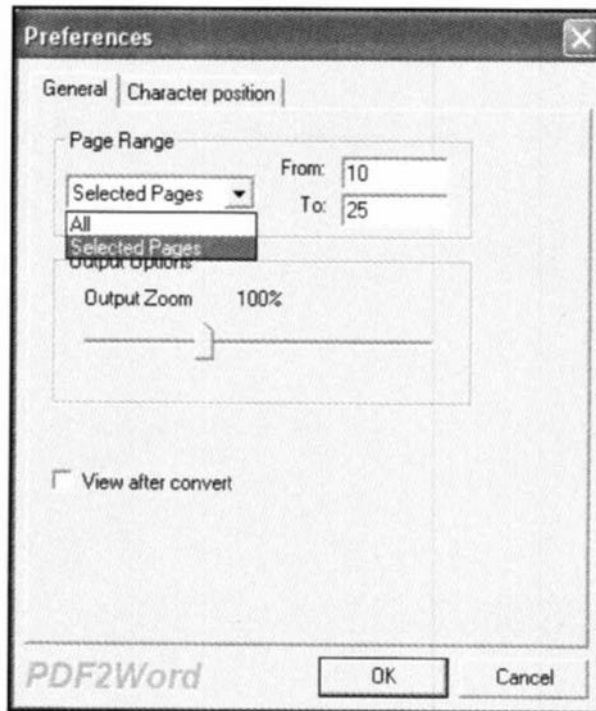 Preferences
General
Character position
Page Range
Selected Pages
From: 10
To: 25
All
Selected Pages
Output Options
Output Zoom 100%
View after convert
PDF2Word
OK
Cancel